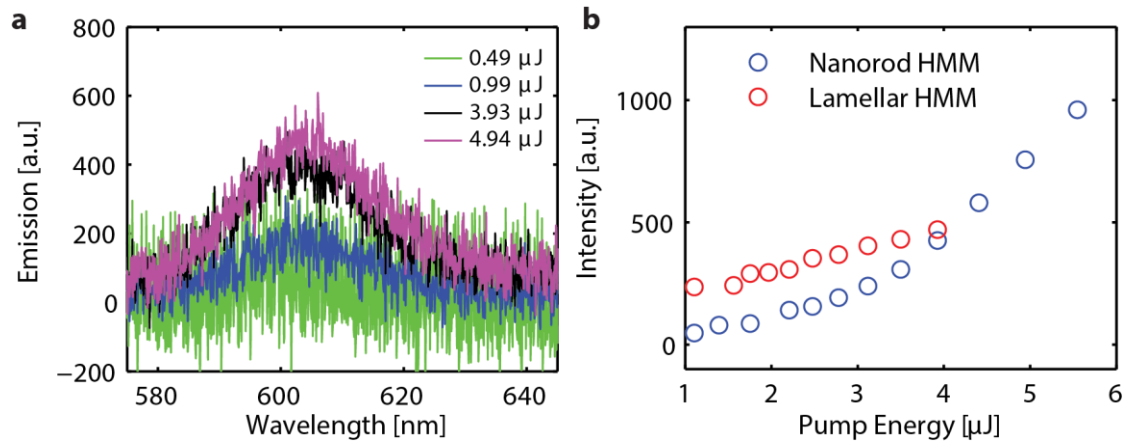 a
800
600
400
200
0
−200
Emission [a.u.]
580
600
620
640
Wavelength [nm]
0.49 μJ
0.99 μJ
3.93 μJ
4.94 μJ
b
1000
500
0
Intensity [a.u.]
1
2
3
4
5
6
Pump Energy [μJ]
Nanorod HMM
Lamellar HMM